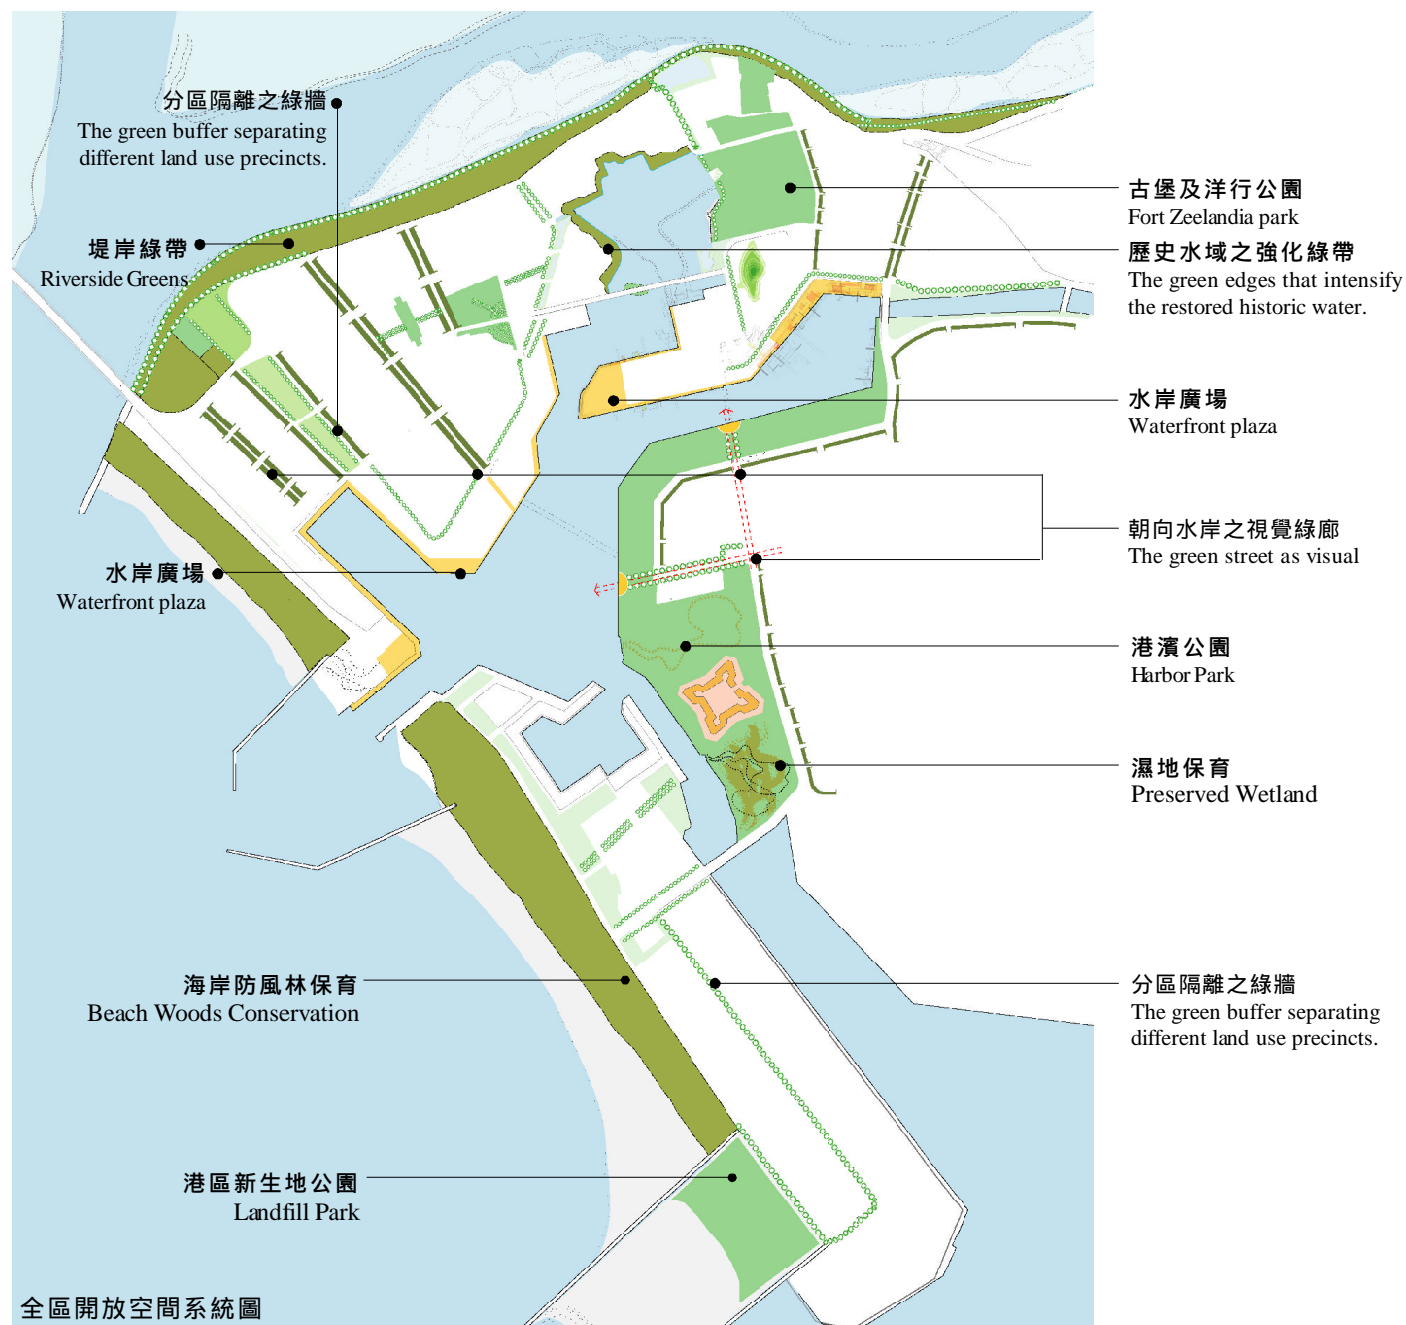 分區隔離之綠牆
The green buffer separating
different land use precincts.
堤岸綠帶
Riverside Greens
水岸廣場
Waterfront plaza
海岸防風林保育
Beach Woods Conservation
港區新生地公園
Landfill Park
全區開放空間系統圖
古堡及洋行公園
Fort Zeelandia park
歷史水域之強化綠帶
The green edges that intensify
the restored historic water.
水岸廣場
Waterfront plaza
朝向水岸之視覺綠廊
The green street as visual
港濱公園
Harbor Park
濕地保育
Preserved Wetland
分區隔離之綠牆
The green buffer separating
different land use precincts.